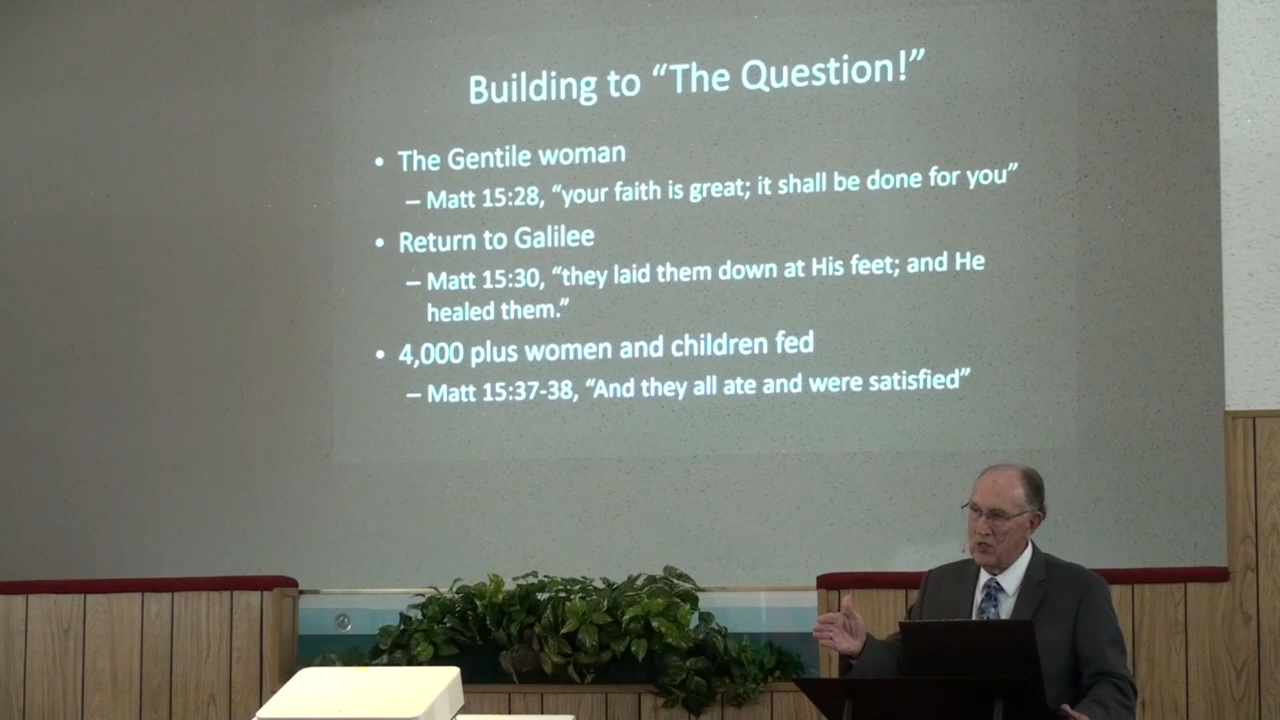 Building to “The Question!”
• The Gentile woman
– Matt 15:28, “your faith is great; it shall be done for you”
• Return to Galilee
– Matt 15:30, “they laid them down at His feet; and He
healed them.”
• 4,000 plus women and children fed
– Matt 15:37-38, “And they all ate and were satisfied”